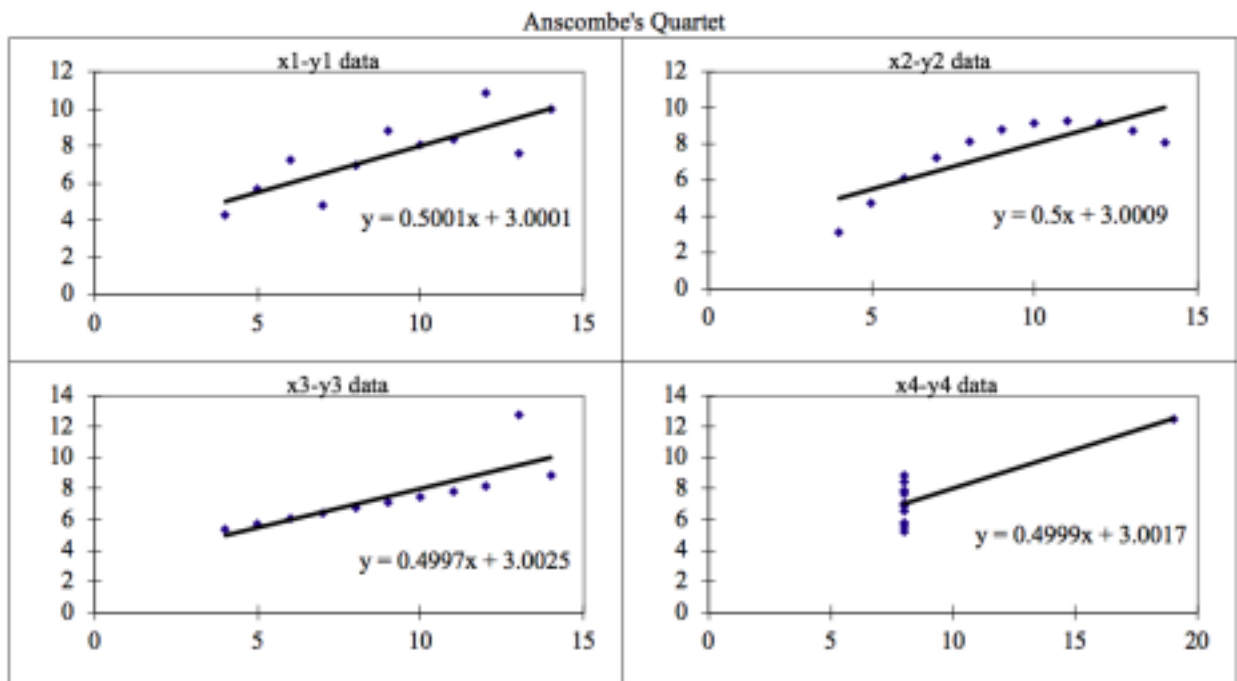 Anscombe's Quartet
x1-y1 data
12
10
8
6
4
2
0
y = 0.5001x + 3.0001
0 5 10 15
x2-y2 data
12
10
8
6
4
2
0
y = 0.5x + 3.0009
0 5 10 15
x3-y3 data
14
12
10
8
6
4
2
0
y = 0.4997x + 3.0025
0 5 10 15
x4-y4 data
14
12
10
8
6
4
2
0
y = 0.4999x + 3.0017
0 5 10 15 20